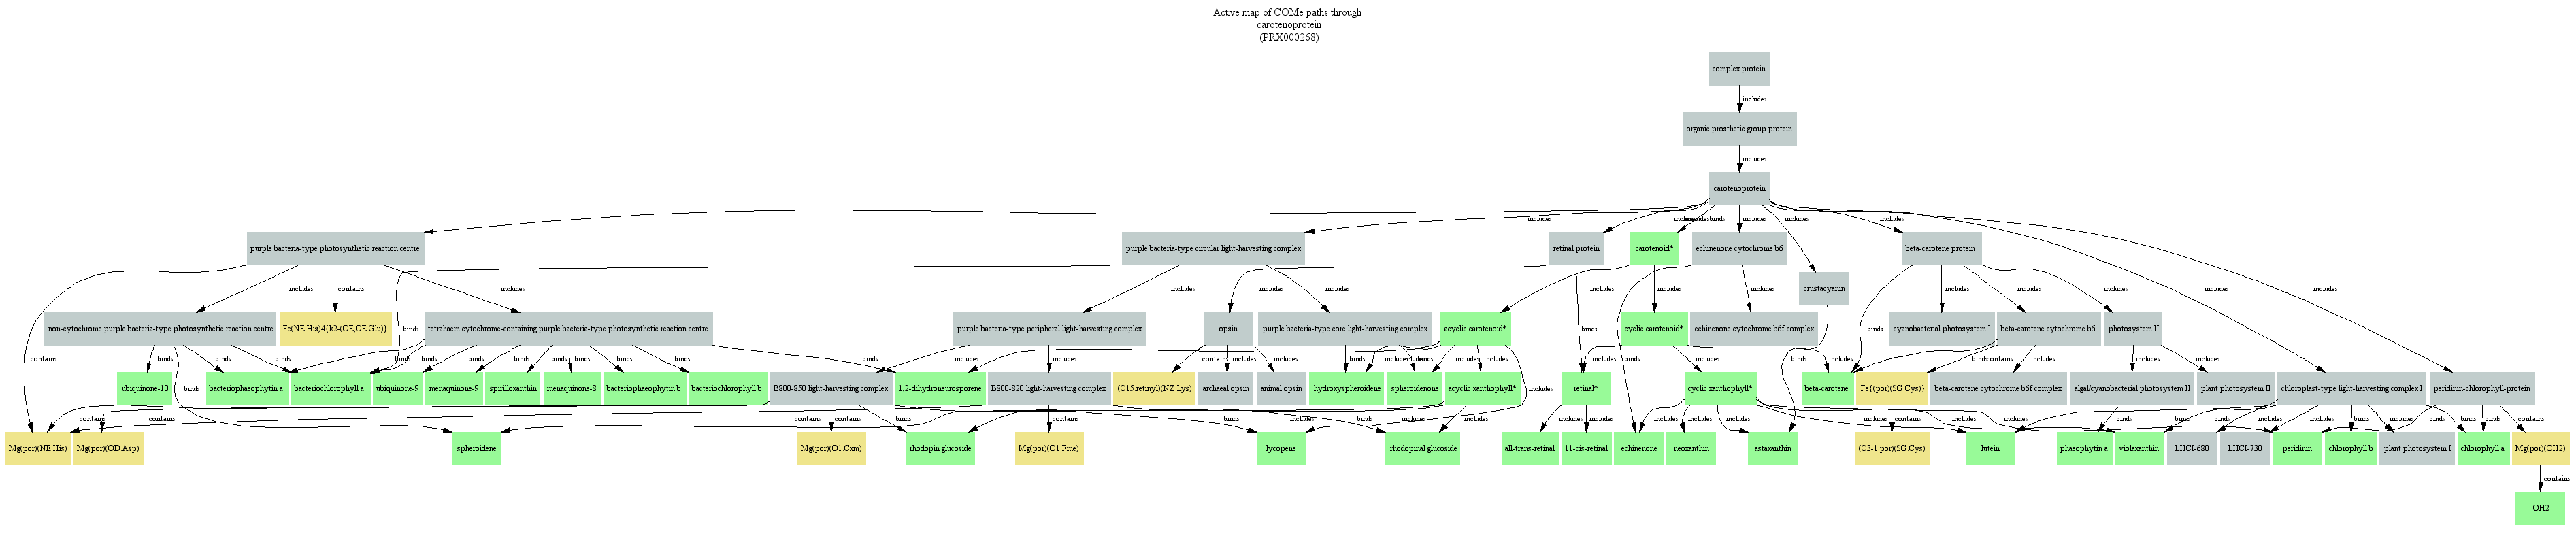 Active map of COMe paths through
carotenoprotein
(PRX000268)
complex protein
includes
organic prosthetic group protein
includes
carotenoprotein
includes
includes
binds
includes
includes
includes
includes
includes
purple bacteria-type photosynthetic reaction centre
purple bacteria-type circular light-harvesting complex
retinal protein
carotenoid*
echinenone cytochrome b6
beta-carotene protein
crustacyanin
includes
contains
includes
includes
includes
includes
includes
includes
includes
includes
includes
includes
includes
non-cytochrome purple bacteria-type photosynthetic reaction centre
Fe(NE.His)4{k2-(OE,OE.Glu)}
tetrahaem cytochrome-containing purple bacteria-type photosynthetic reaction centre
purple bacteria-type peripheral light-harvesting complex
opsin
purple bacteria-type core light-harvesting complex
acyclic carotenoid*
cyclic carotenoid*
echinenone cytochrome b6f complex
cyanobacterial photosystem I
beta-carotene cytochrome b6
photosystem II
binds
binds
binds
contains
binds
binds
binds
binds
binds
binds
binds
binds
binds
binds
includes
includes
contains
includes
includes
binds
binds
includes
includes
includes
includes
includes
binds
binds
includes
binds
contains
includes
includes
includes
ubiquinone-10
bacteriopheophytin a
bacteriochlorophyll a
ubiquinone-9
menaquinone-9
spirilloxanthin
menaquinone-8
bacteriophaeophytin b
bacteriochlorophyll b
B800-850 light-harvesting complex
1,2-dihydroneurosporene
B800-820 light-harvesting complex
(C15 retinyl)(NZ.Lys)
archaeal opsin
animal opsin
hydroxyspheroidene
spheroidenone
acyclic xanthophyll*
retinal*
cyclic xanthophyll*
beta-carotene
Fe{(por)(SG.Cys)}
beta-carotene cytochrome b6f complex
algal/cyanobacterial photosystem II
plant photosystem II
chloroplast-type light-harvesting complex I
peridinin-chlorophyll-protein
contains
contains
contains
contains
binds
contains
binds
binds
includes
includes
includes
includes
includes
includes
includes
includes
contains
includes
binds
includes
binds
includes
includes
binds
includes
binds
binds
binds
contains
Mg(por)(NE.His)
Mg(por)(OD.Asp)
spheroidene
Mg(por)(O1.Cxm)
rhodopin glucoside
Mg(por)(O1.Fme)
lycopene
rhodopinal glucoside
all-trans-retinal
11-cis-retinal
echinenone
neoxanthin
astaxanthin
(C3-1 por)(SG.Cys)
lutein
phaeophytin a
violaxanthin
LHCI-680
LHCI-730
peridinin
chlorophyll b
plant photosystem I
chlorophyll a
Mg(por)(OH2)
contains
OH2